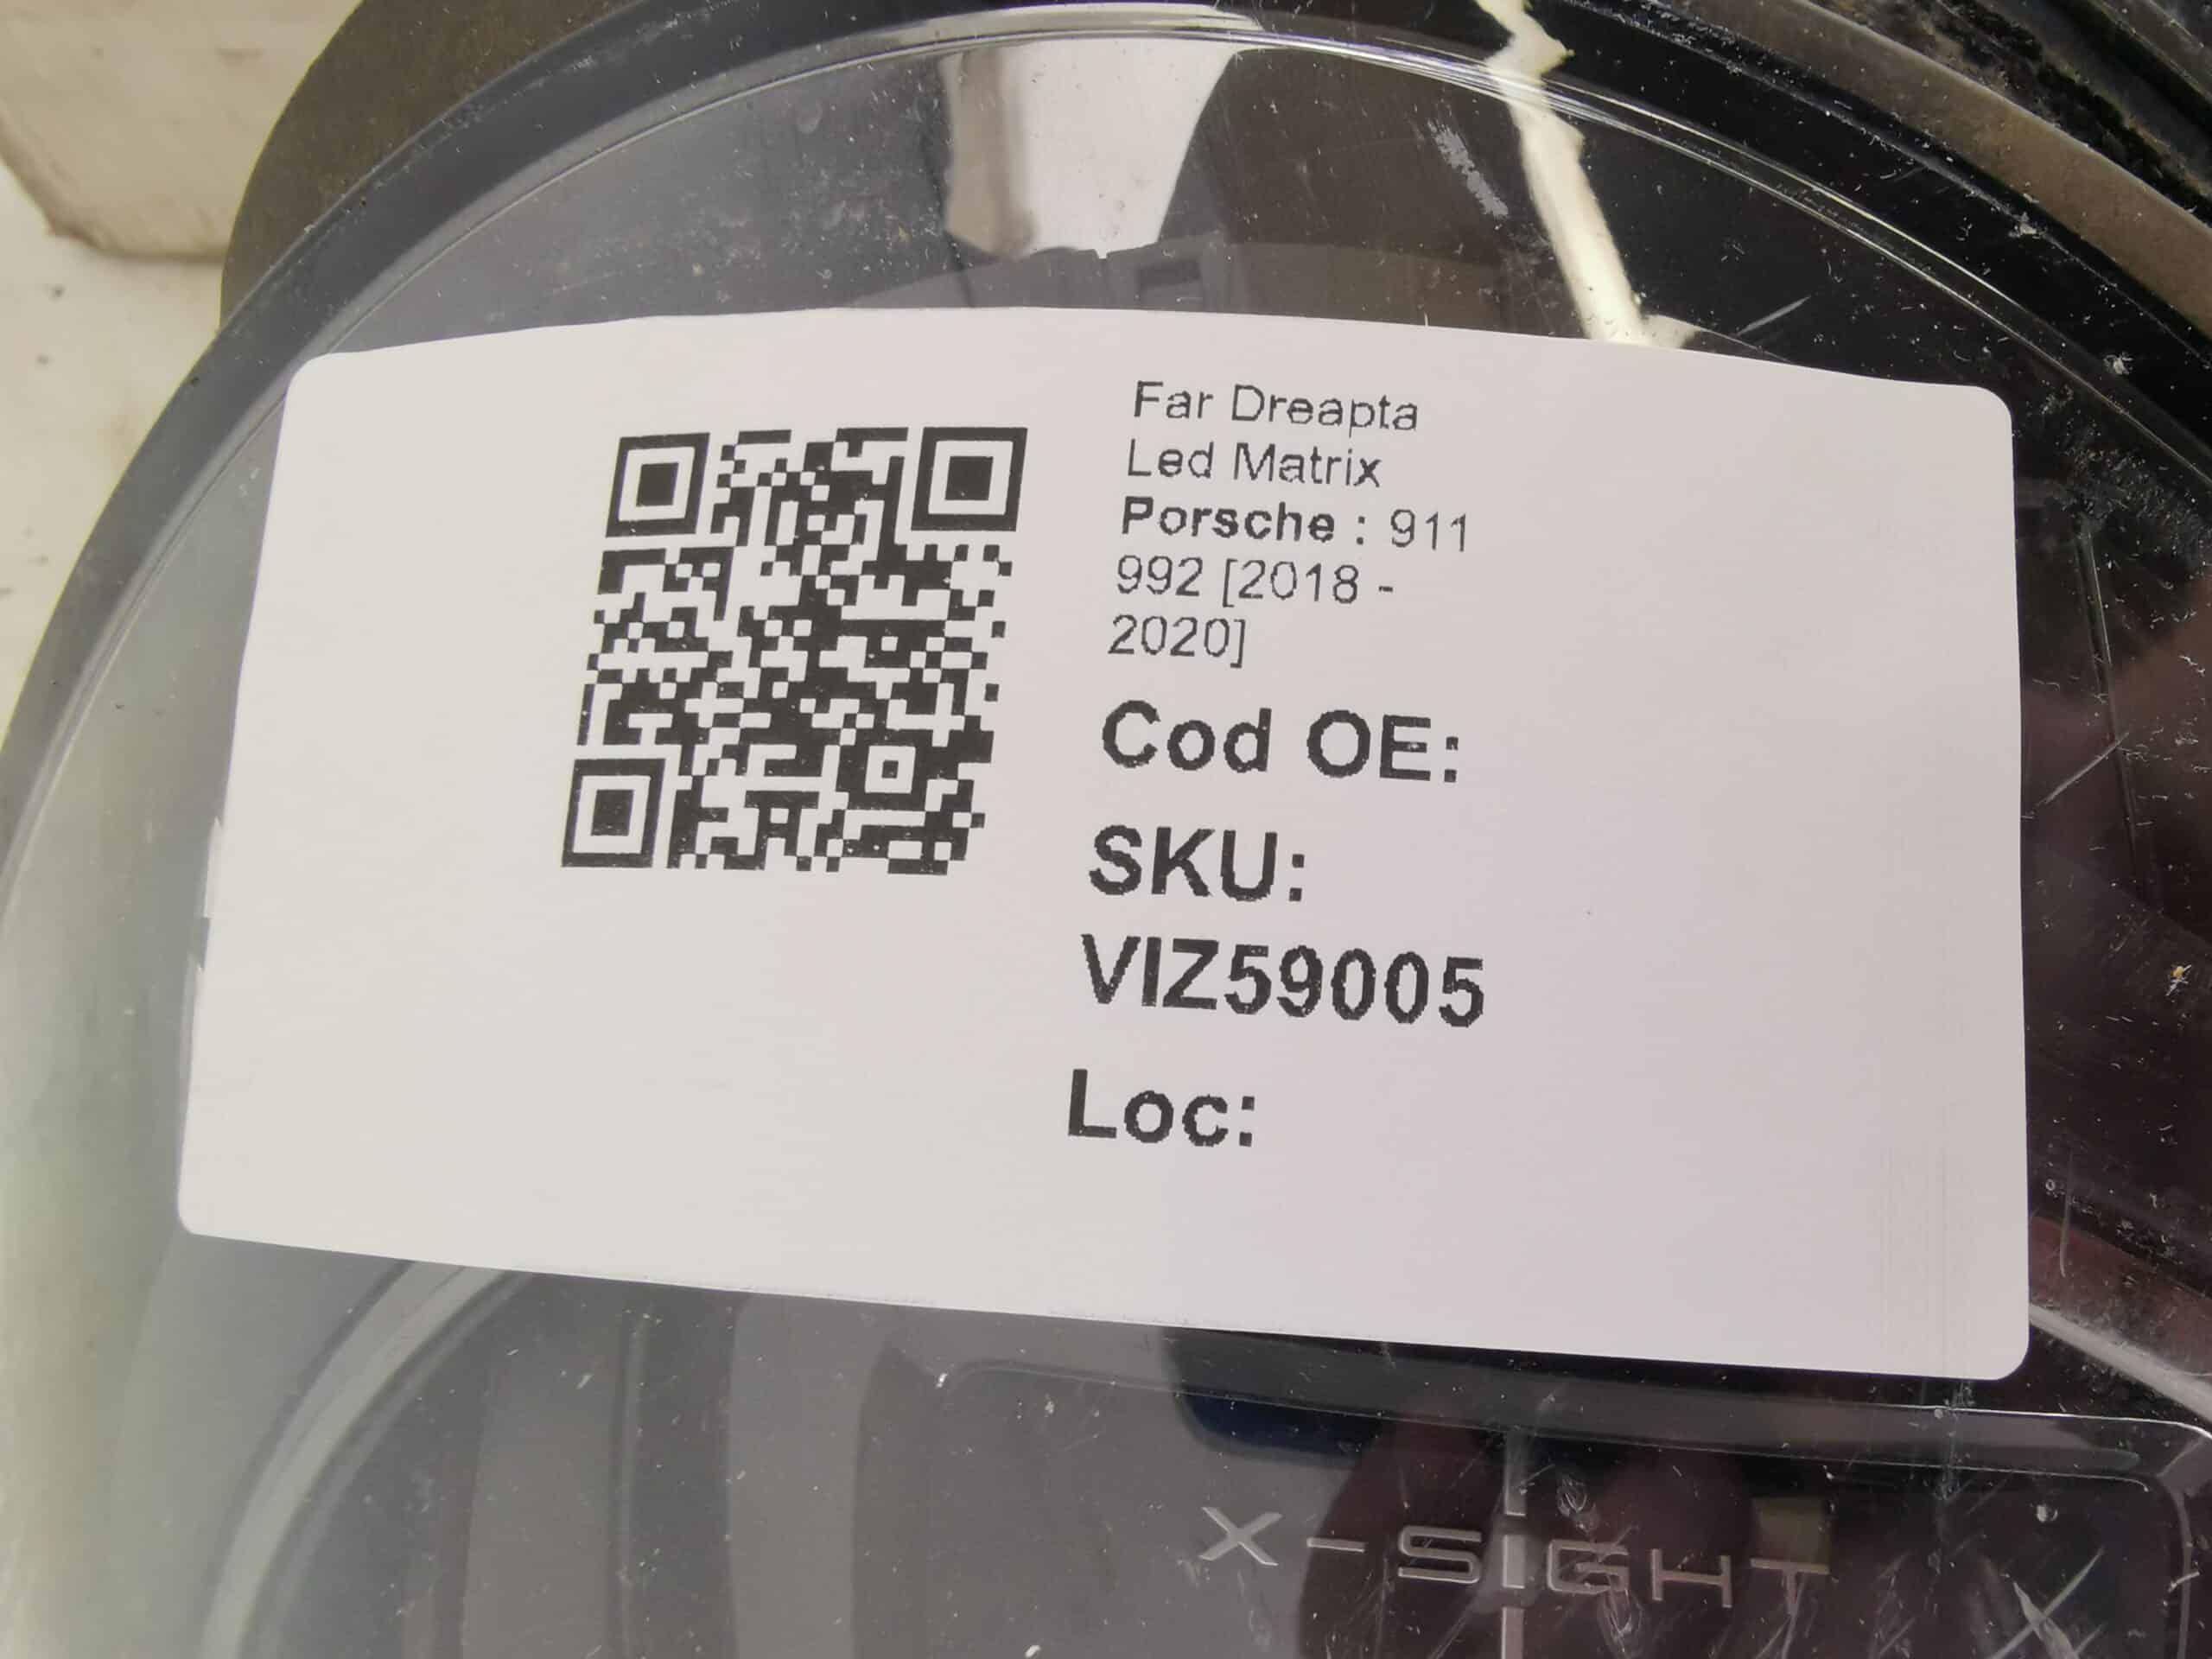 Far Dreapta
Led Matrix
Porsche : 911
992 [2018 -
2020]
Cod OE:
SKU:
VIZ59005
Loc:
X-SIGHT